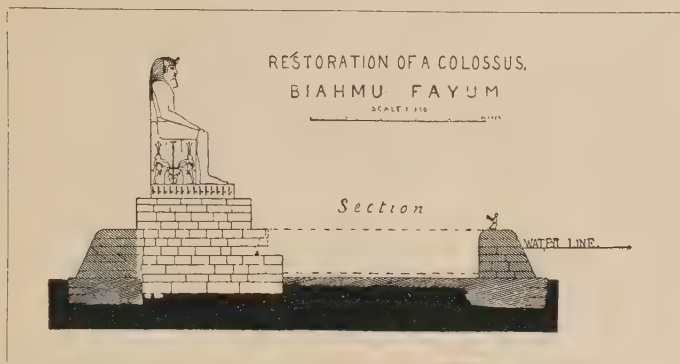 RESTORATION OF A COLOSSUS,
BIAHMU FAYUM
Section
WATER LINE.